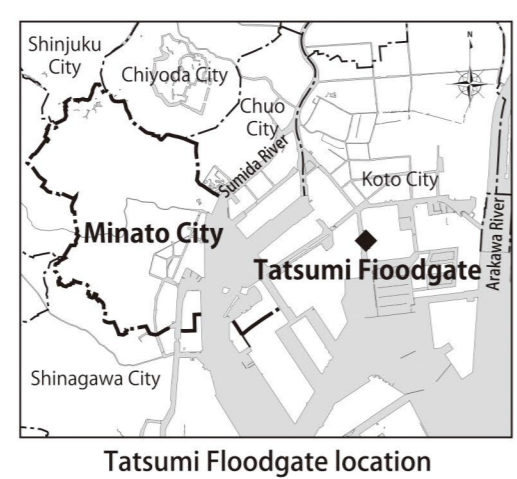 Shinjuku
City
Chiyoda City
N
Chuo
City
Sumida River
Koto City
Arakawa River
Minato City
Tatsumi Fioodgate
Shinagawa City
Tatsumi Floodgate location